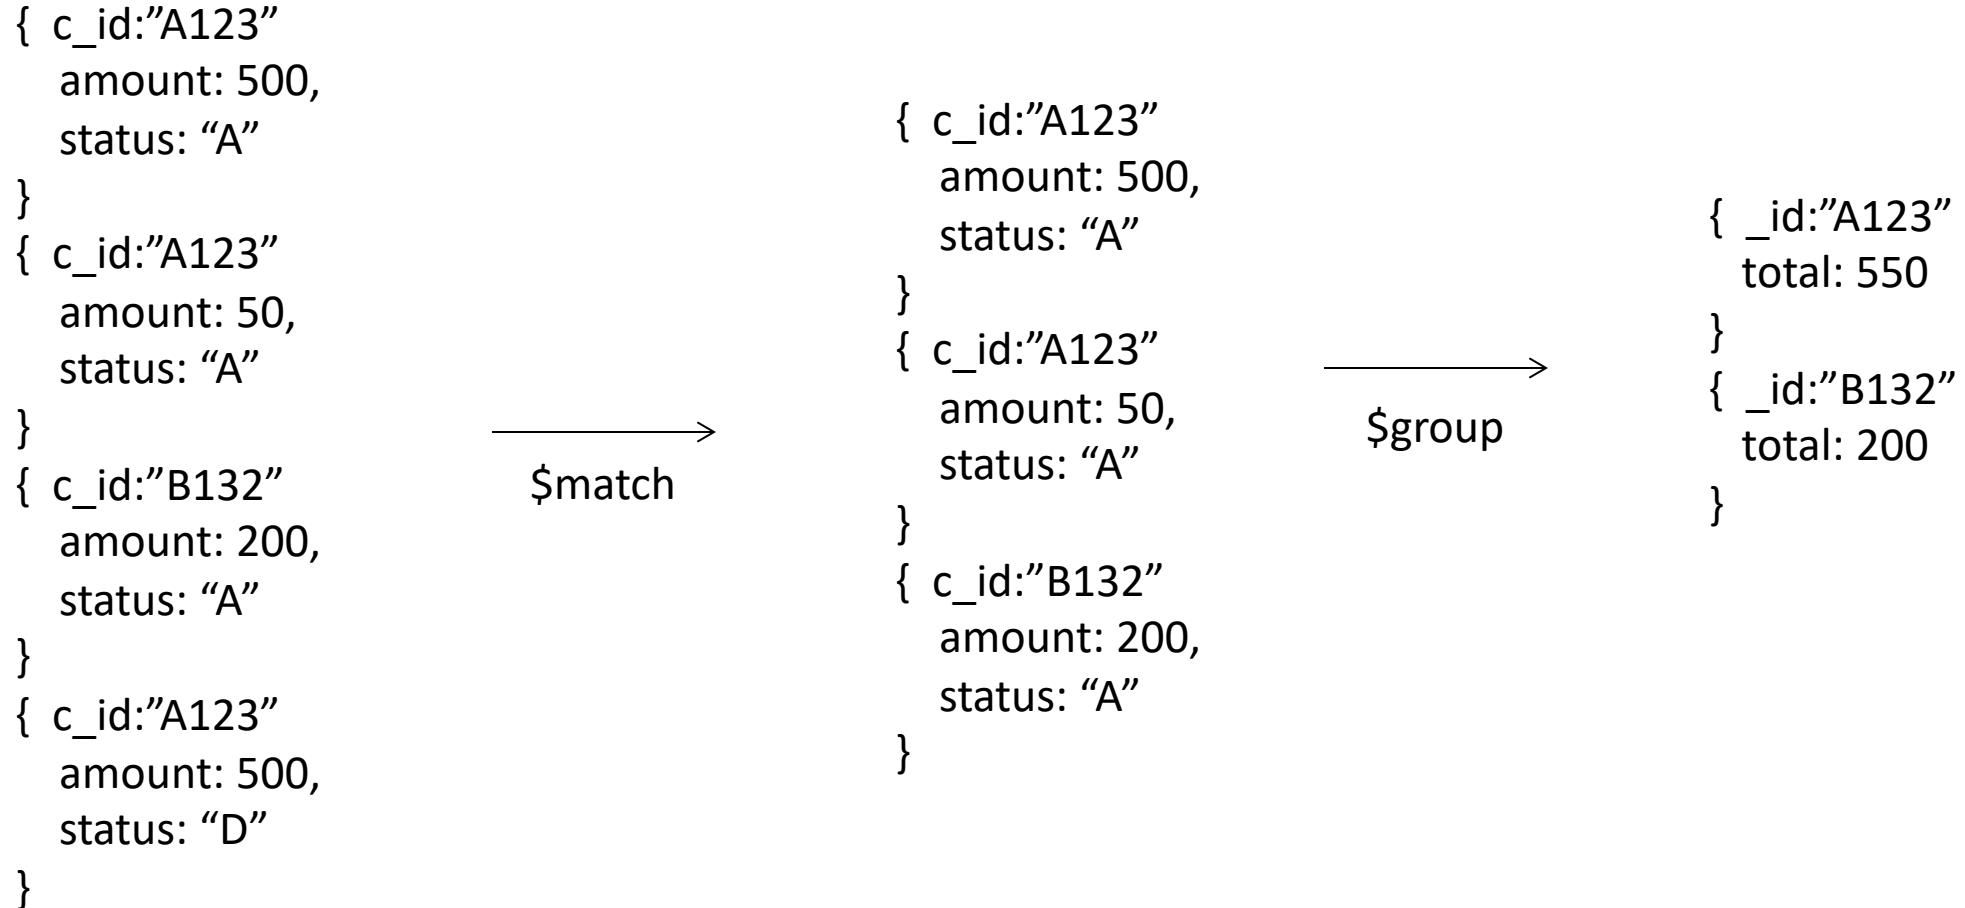 { c_id:”A123”
amount: 500,
status: “A”
}
{ c_id:”A123”
amount: 50,
status: “A”
}
{ c_id:”B132”
amount: 200,
status: “A”
}
{ c_id:”A123”
amount: 500,
status: “D”
}
$match
{ c_id:”A123”
amount: 500,
status: “A”
}
{ c_id:”A123”
amount: 50,
status: “A”
}
{ c_id:”B132”
amount: 200,
status: “A”
}
$group
{ _id:”A123”
total: 550
}
{ _id:”B132”
total: 200
}